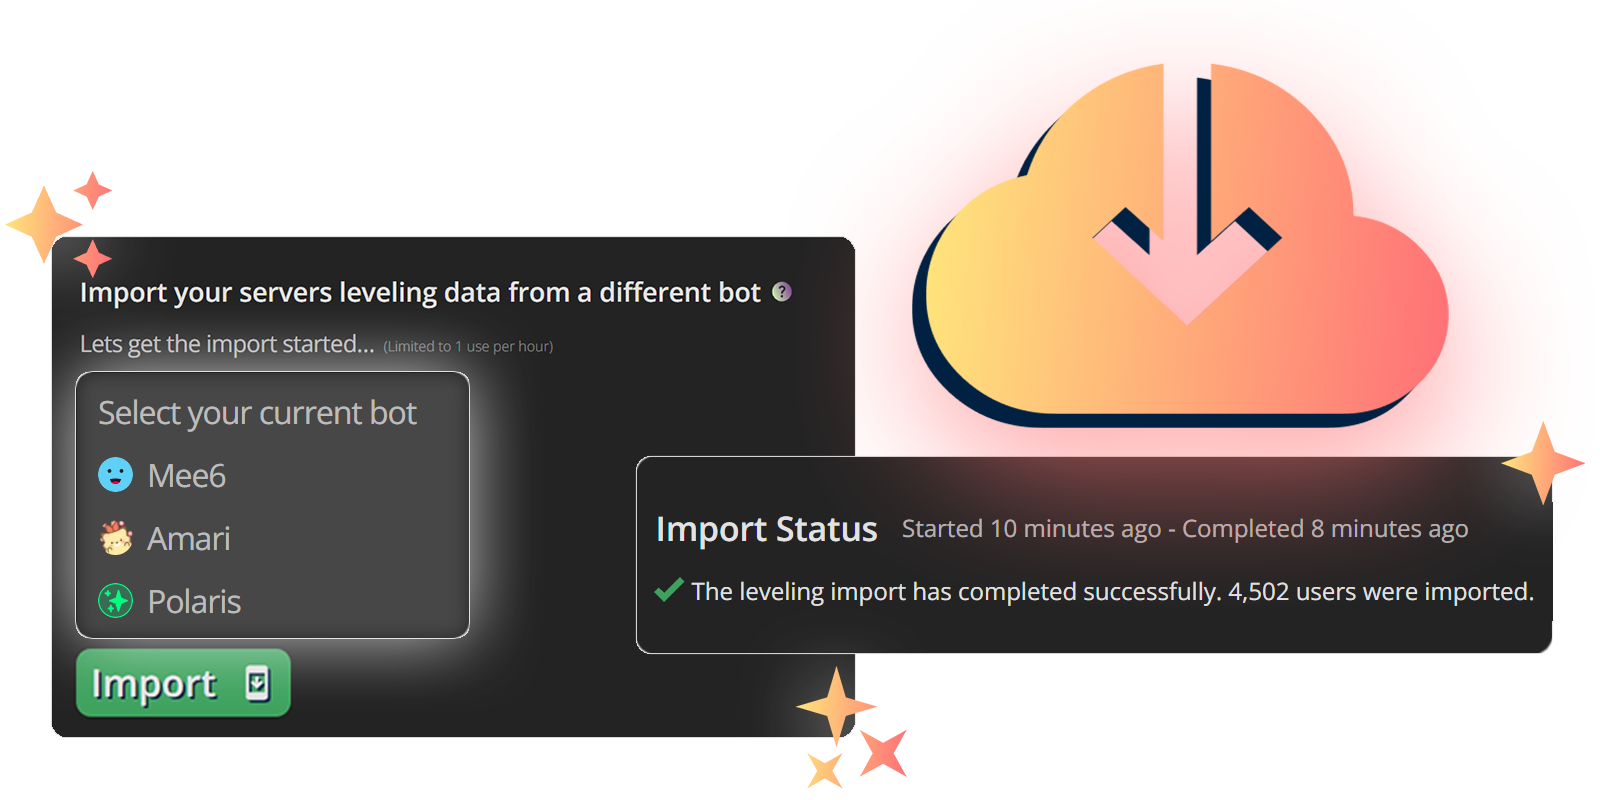 Import your servers leveling data from a different bot ?
Lets get the import started... (Limited to 1 use per hour)
Select your current bot
Mee6
Amari
Polaris
Import
Import Status Started 10 minutes ago - Completed 8 minutes ago
The leveling import has completed successfully. 4,502 users were imported.